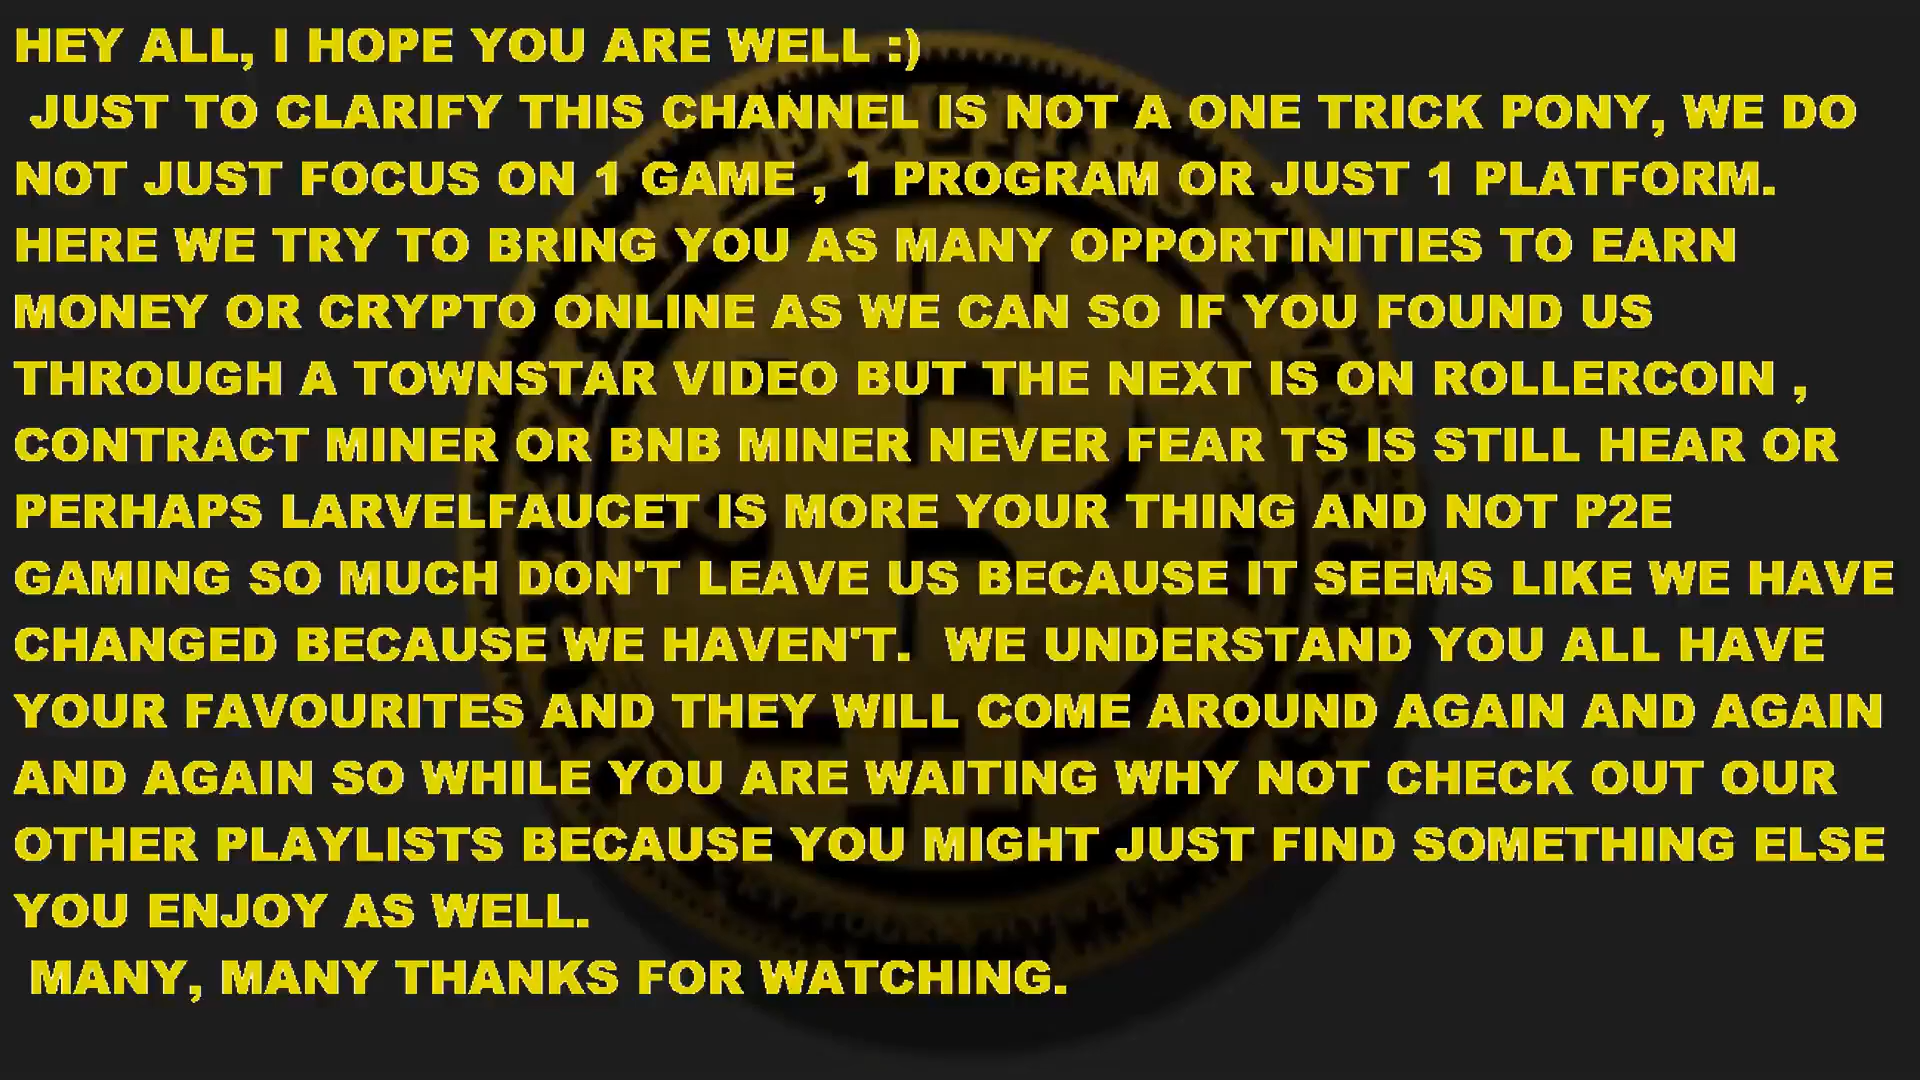 HEY ALL, I HOPE YOU ARE WELL :)
JUST TO CLARIFY THIS CHANNEL IS NOT A ONE TRICK PONY, WE DO
NOT JUST FOCUS ON 1 GAME , 1 PROGRAM OR JUST 1 PLATFORM.
HERE WE TRY TO BRING YOU AS MANY OPPORTINITIES TO EARN
MONEY OR CRYPTO ONLINE AS WE CAN SO IF YOU FOUND US
THROUGH A TOWNSTAR VIDEO BUT THE NEXT IS ON ROLLERCOIN ,
CONTRACT MINER OR BNB MINER NEVER FEAR TS IS STILL HEAR OR
PERHAPS LARVELFAUCET IS MORE YOUR THING AND NOT P2E
GAMING SO MUCH DON'T LEAVE US BECAUSE IT SEEMS LIKE WE HAVE
CHANGED BECAUSE WE HAVEN'T.  WE UNDERSTAND YOU ALL HAVE
YOUR FAVOURITES AND THEY WILL COME AROUND AGAIN AND AGAIN
AND AGAIN SO WHILE YOU ARE WAITING WHY NOT CHECK OUT OUR
OTHER PLAYLISTS BECAUSE YOU MIGHT JUST FIND SOMETHING ELSE
YOU ENJOY AS WELL.
MANY, MANY THANKS FOR WATCHING.